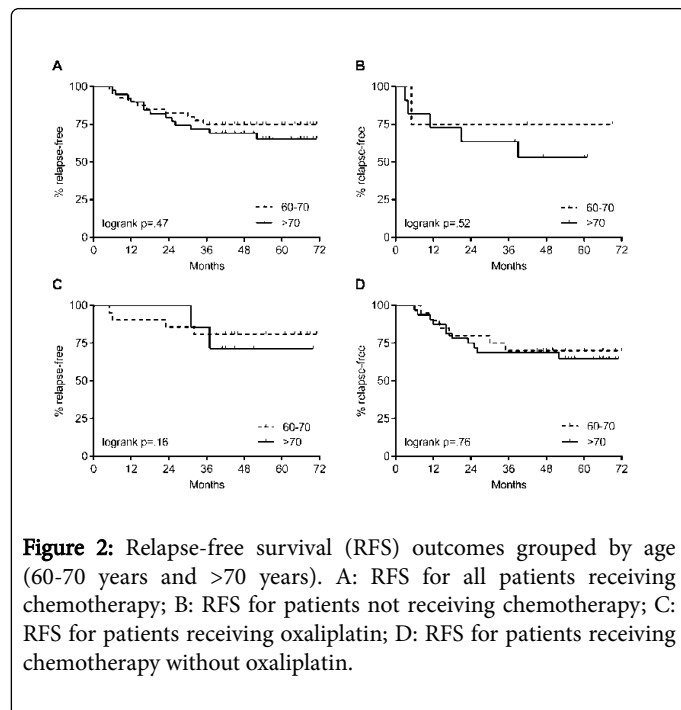 A
B
100
75
50
25
0
% relapse-free
60-70
>70
logrank p=.47
0 12 24 36 48 60 72
Months
100
75
50
25
0
% relapse-free
60-70
>70
logrank p=.52
0 12 24 36 48 60 72
Months
C
D
100
75
50
25
0
% relapse-free
60-70
>70
logrank p=.16
0 12 24 36 48 60 72
Months
100
75
50
25
0
% relapse-free
60-70
>70
logrank p=.76
0 12 24 36 48 60 72
Months
Figure 2: Relapse-free survival (RFS) outcomes grouped by age
(60-70 years and >70 years). A: RFS for all patients receiving
chemotherapy; B: RFS for patients not receiving chemotherapy; C:
RFS for patients receiving oxaliplatin; D: RFS for patients receiving
chemotherapy without oxaliplatin.